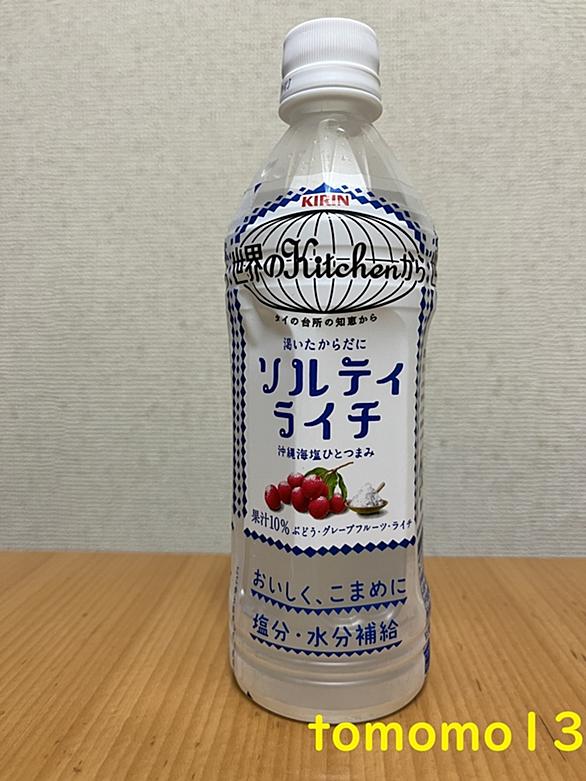 KIRIN
世界のKitchenから
タイの台所の知恵から
渇いたからだに
ソルティ
ライチ
沖縄海塩ひとつまみ
果汁10% ぶどう・グレープフルーツ・ライチ
おいしく、こまめに
塩分・水分補給
tomomo13